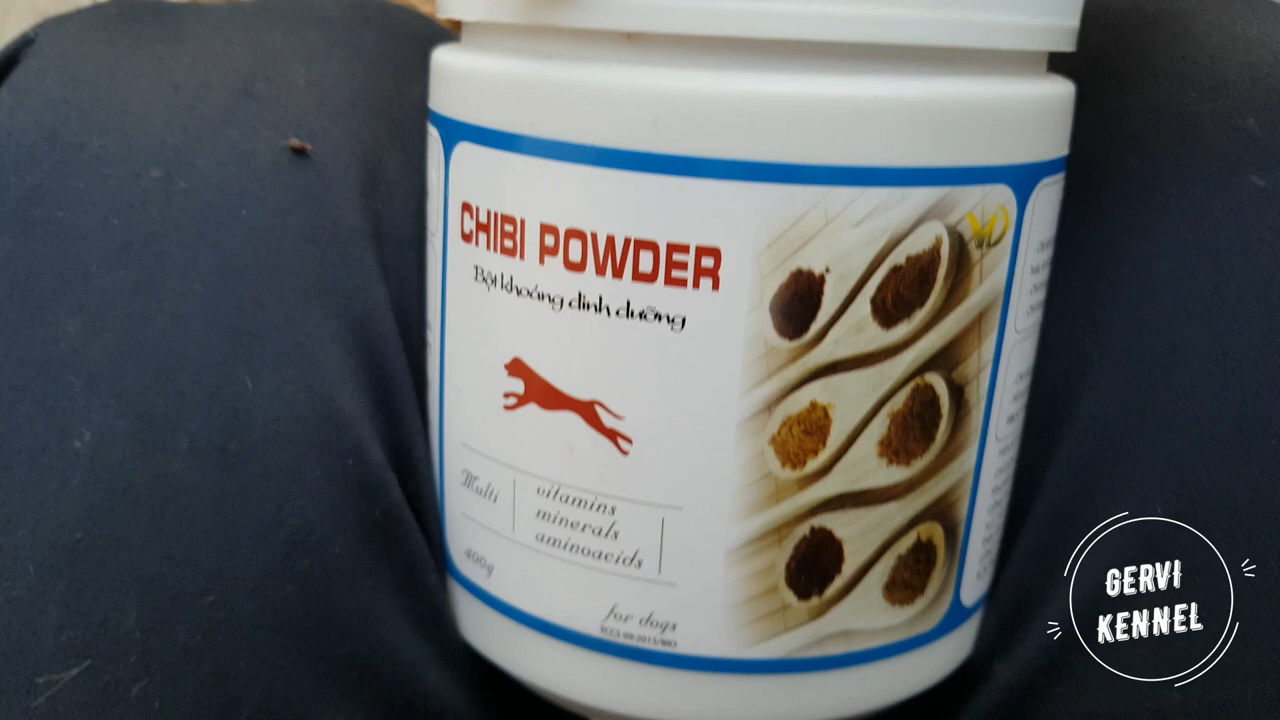 CHIBI POWDER
Bột khoáng dinh dưỡng
Multi
vitamins
minerals
aminoacids
400g
for dogs
GERVI
KENNEL